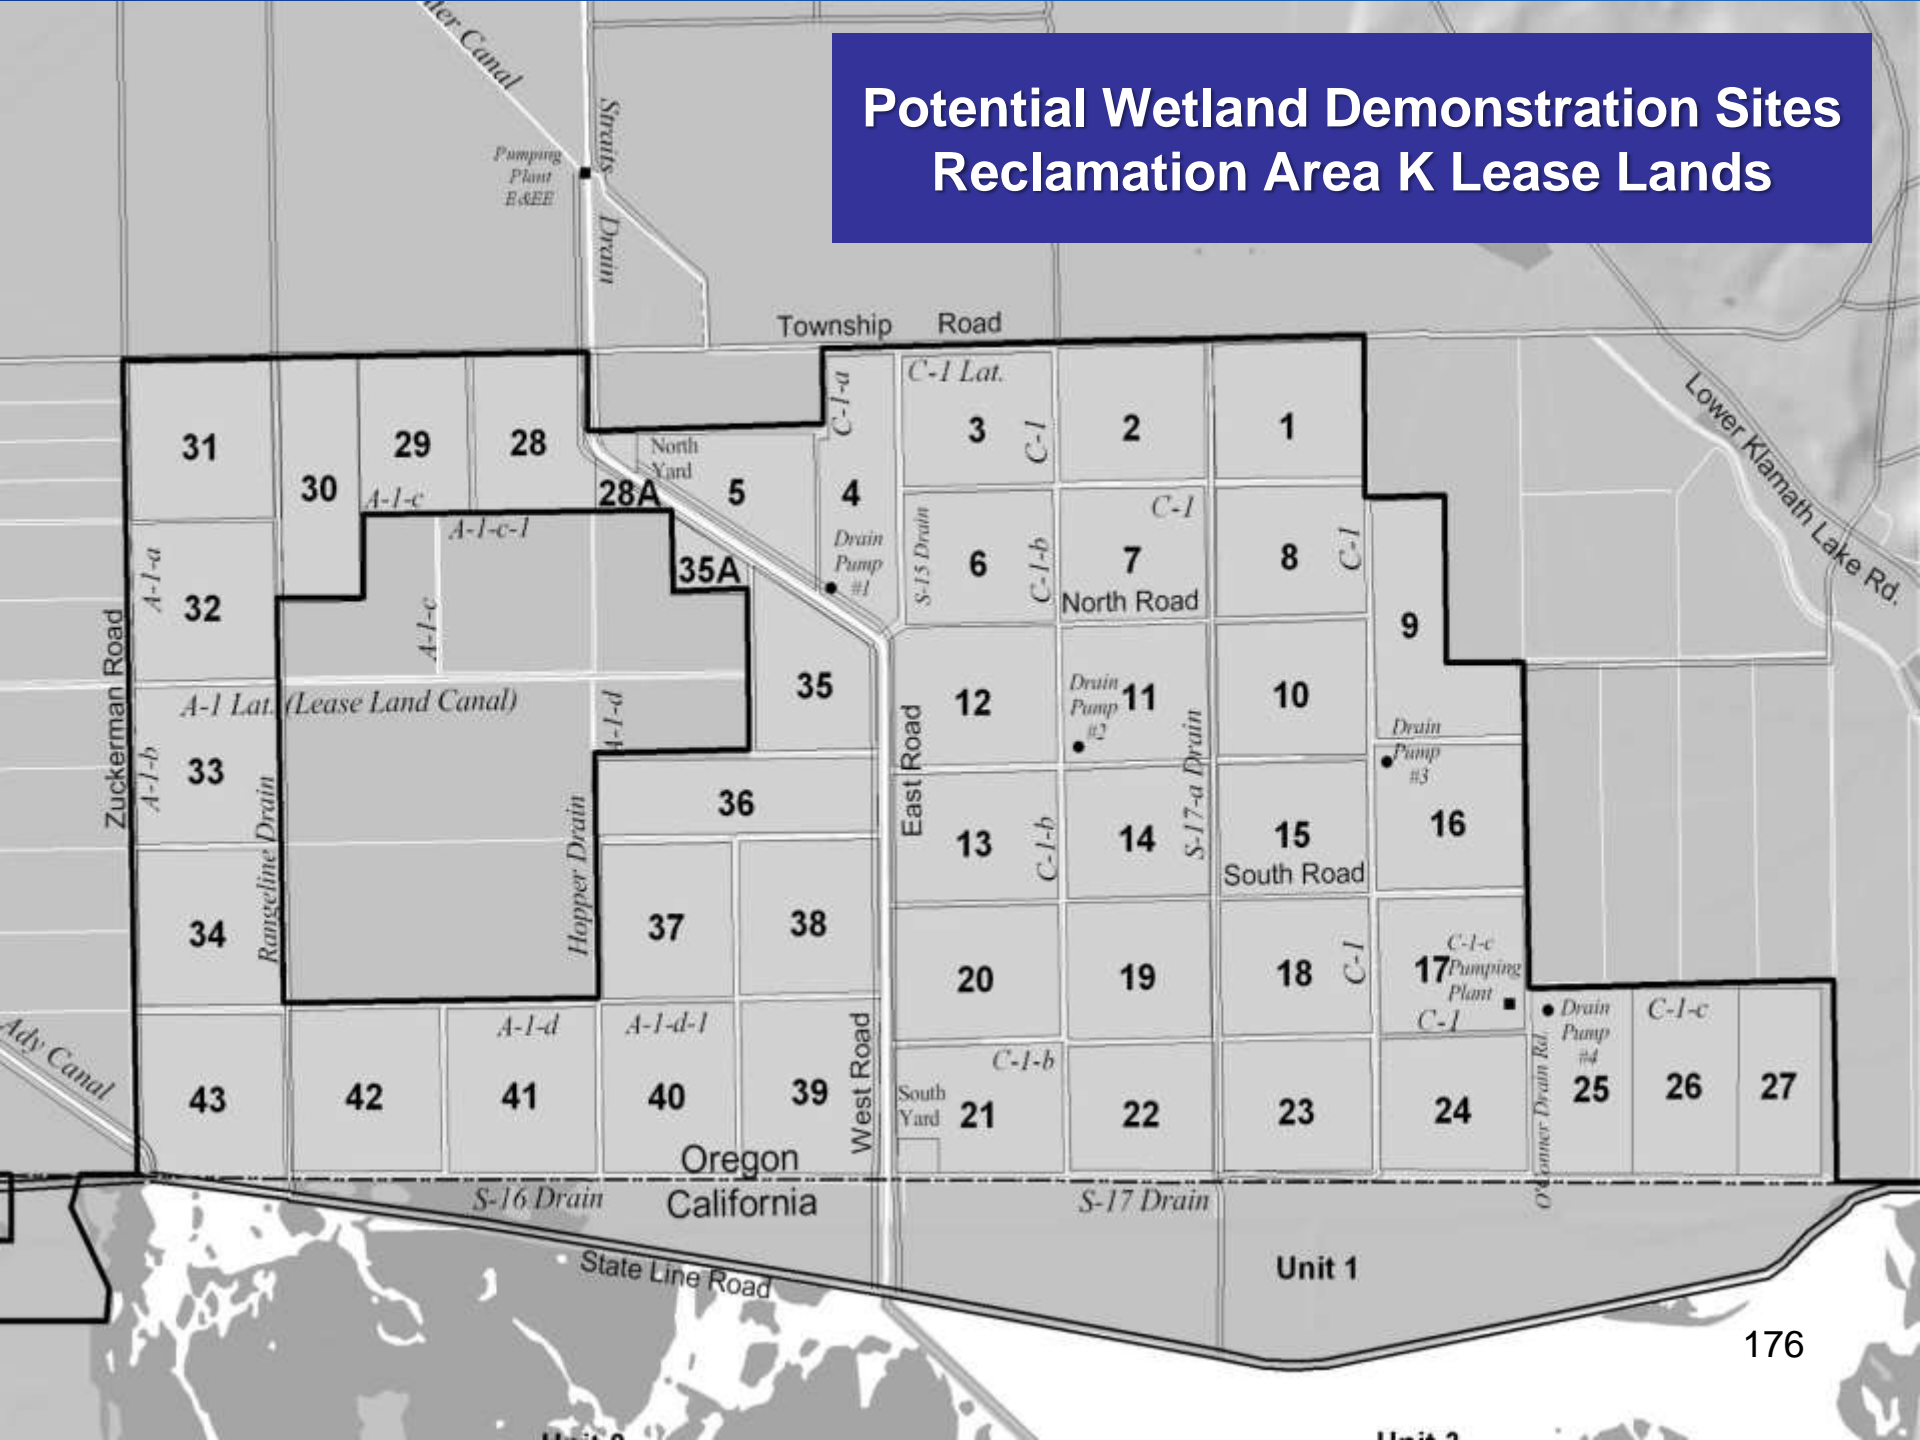 der Canal
Potential Wetland Demonstration Sites
Reclamation Area K Lease Lands
Straits Drain
Pumping
Plant
E&EE
Township Road
C-1-a
C-1 Lat.
Lower Klamath Lake Rd.
31
30
29
28
28A
North
Yard
5
4
3
C-1
2
1
A-1-c
A-1-c-1
A-1-a
32
A-1-c
35A
Drain
Pump
#1
S-15 Drain
6
C-1-b
C-1
7
North Road
8
C-1
9
Zuckerman Road
A-1 Lat. (Lease Land Canal)
A-1-d
35
East Road
12
Drain
Pump
#2
11
S-17-a Drain
10
Drain
Pump
#3
A-1-b
33
Rangeline Drain
Hopper Drain
36
13
C-1-b
14
15
South Road
16
34
37
38
20
19
18
C-1
17
C-1-c
Pumping
Plant
C-1
Drain
Pump
#4
C-1-c
Ady Canal
43
42
A-1-d
41
A-1-d-1
40
39
West Road
South
Yard
C-1-b
21
22
23
24
O'Conner Drain Rd.
25
26
27
Oregon
California
S-16 Drain
S-17 Drain
State Line Road
Unit 1
176